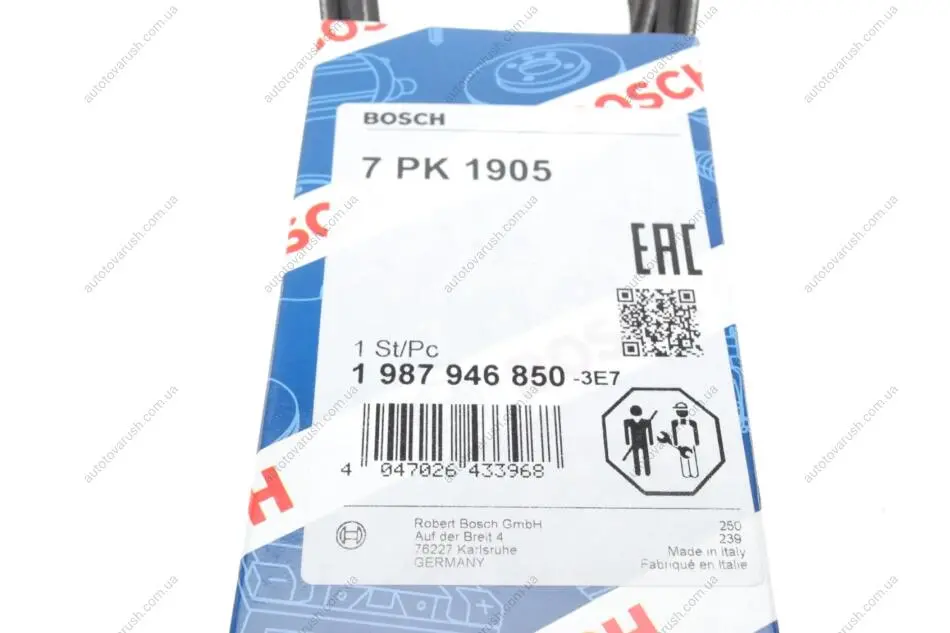 BOSCH
BOSCH
BOSCH
7 PK 1905
EAC
1 St/Pc
1 987 946 850 -3E7
4 047026 433968
Robert Bosch GmbH
Auf der Breit 4
76227 Karlsruhe
GERMANY
250
239
Made in Italy
Fabriqué en Italie
autotovarush.com.ua